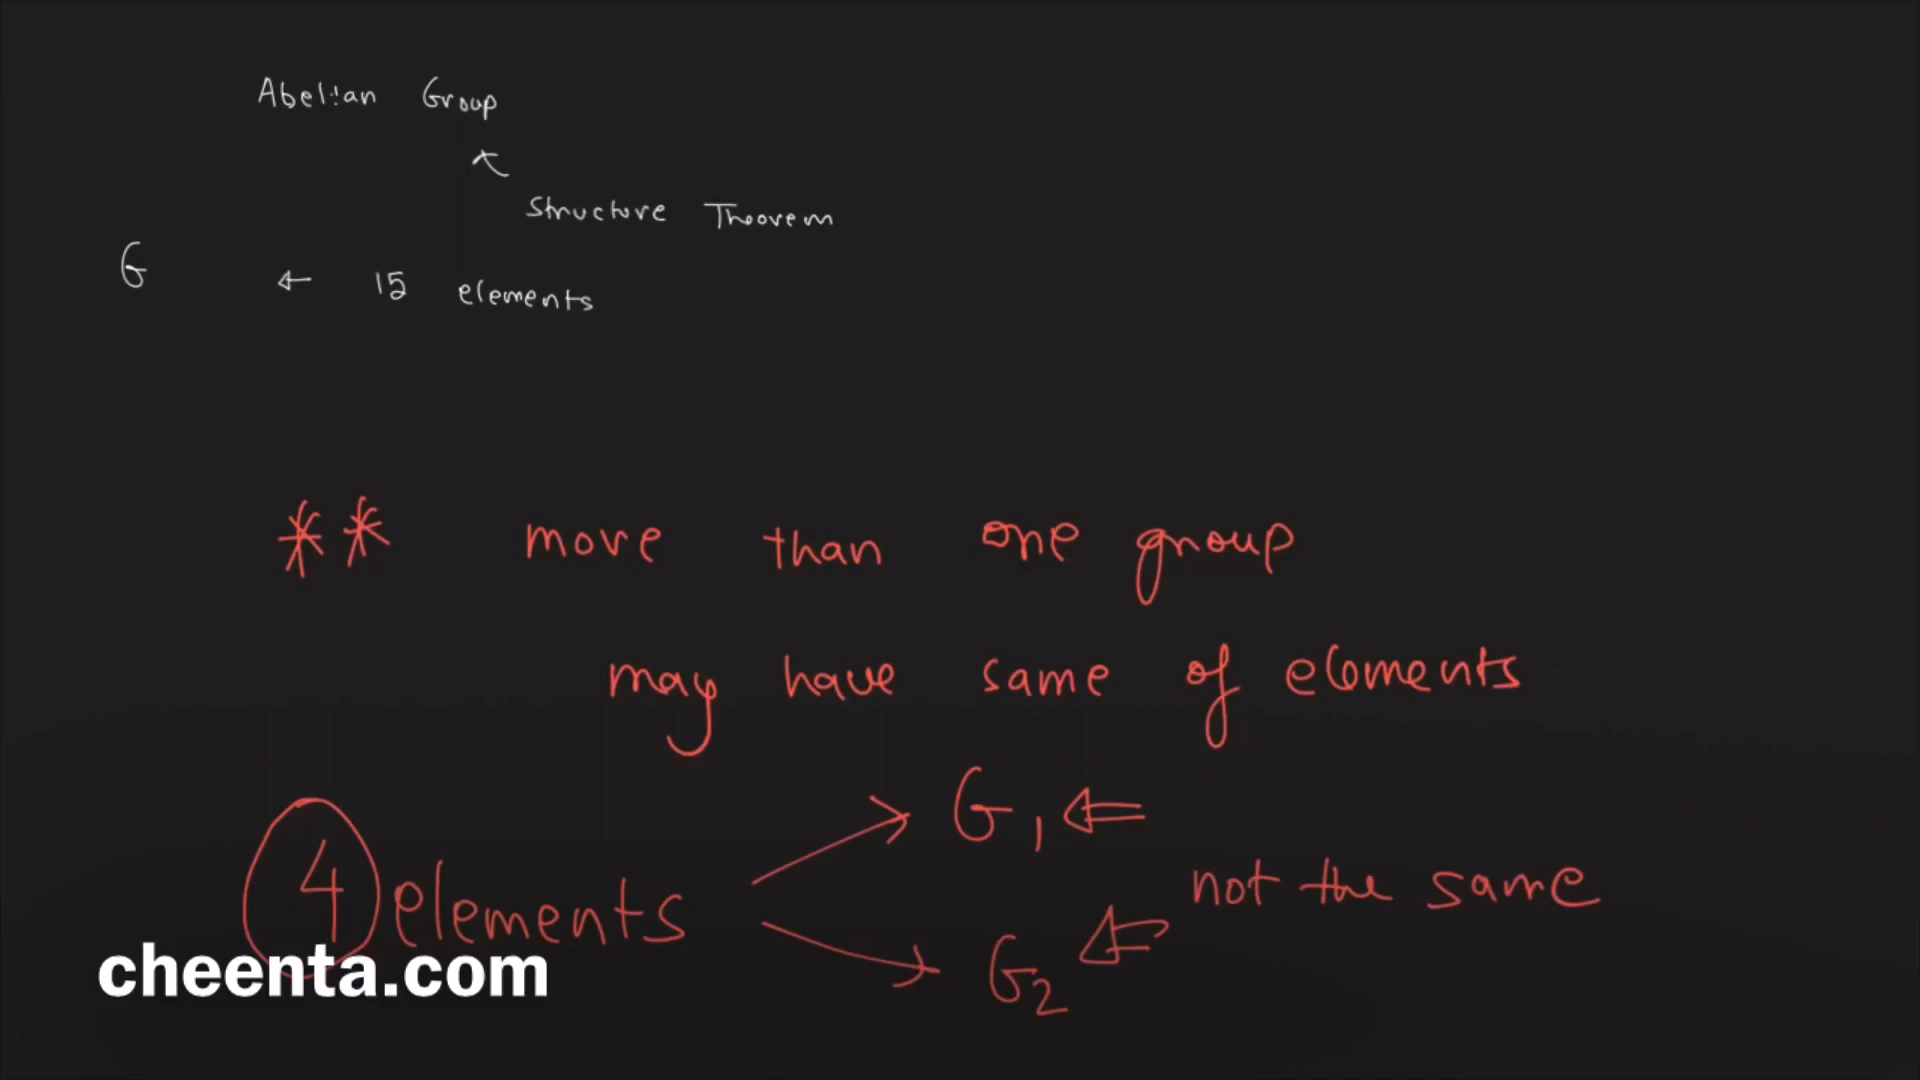 Abelian Group
Structure Theorem
G ← 15 elements
** more than one group
may have same of elements
4 elements
G1
not the same
G2
cheenta.com